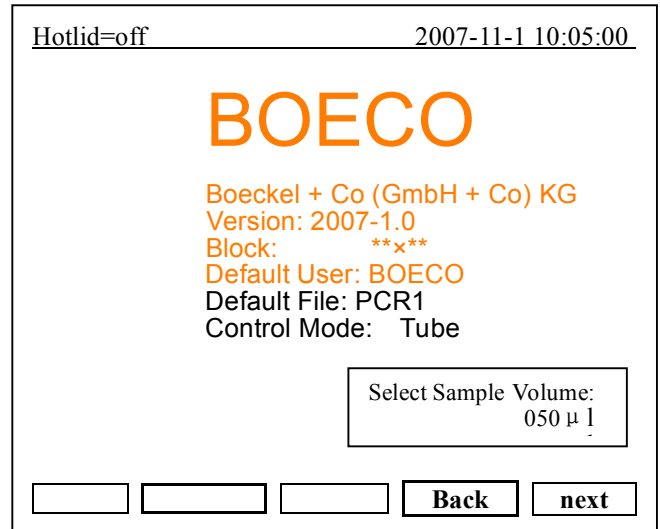 Hotlid=off 2007-11-1 10:05:00
BOECO
Boeckel + Co (GmbH + Co) KG
Version: 2007-1.0
Block: **×**
Default User: BOECO
Default File: PCR1
Control Mode: Tube
Select Sample Volume:
050 μ l
Back next